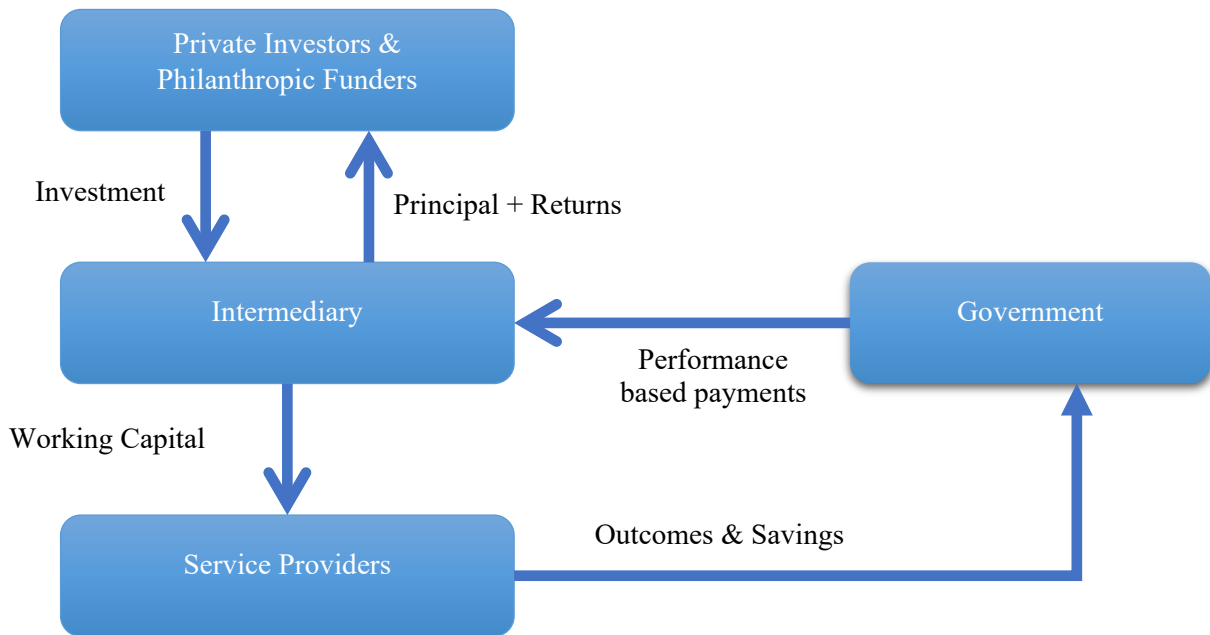 Private Investors &
Philanthropic Funders
Investment
Principal + Returns
Intermediary
Government
Performance
based payments
Working Capital
Outcomes & Savings
Service Providers